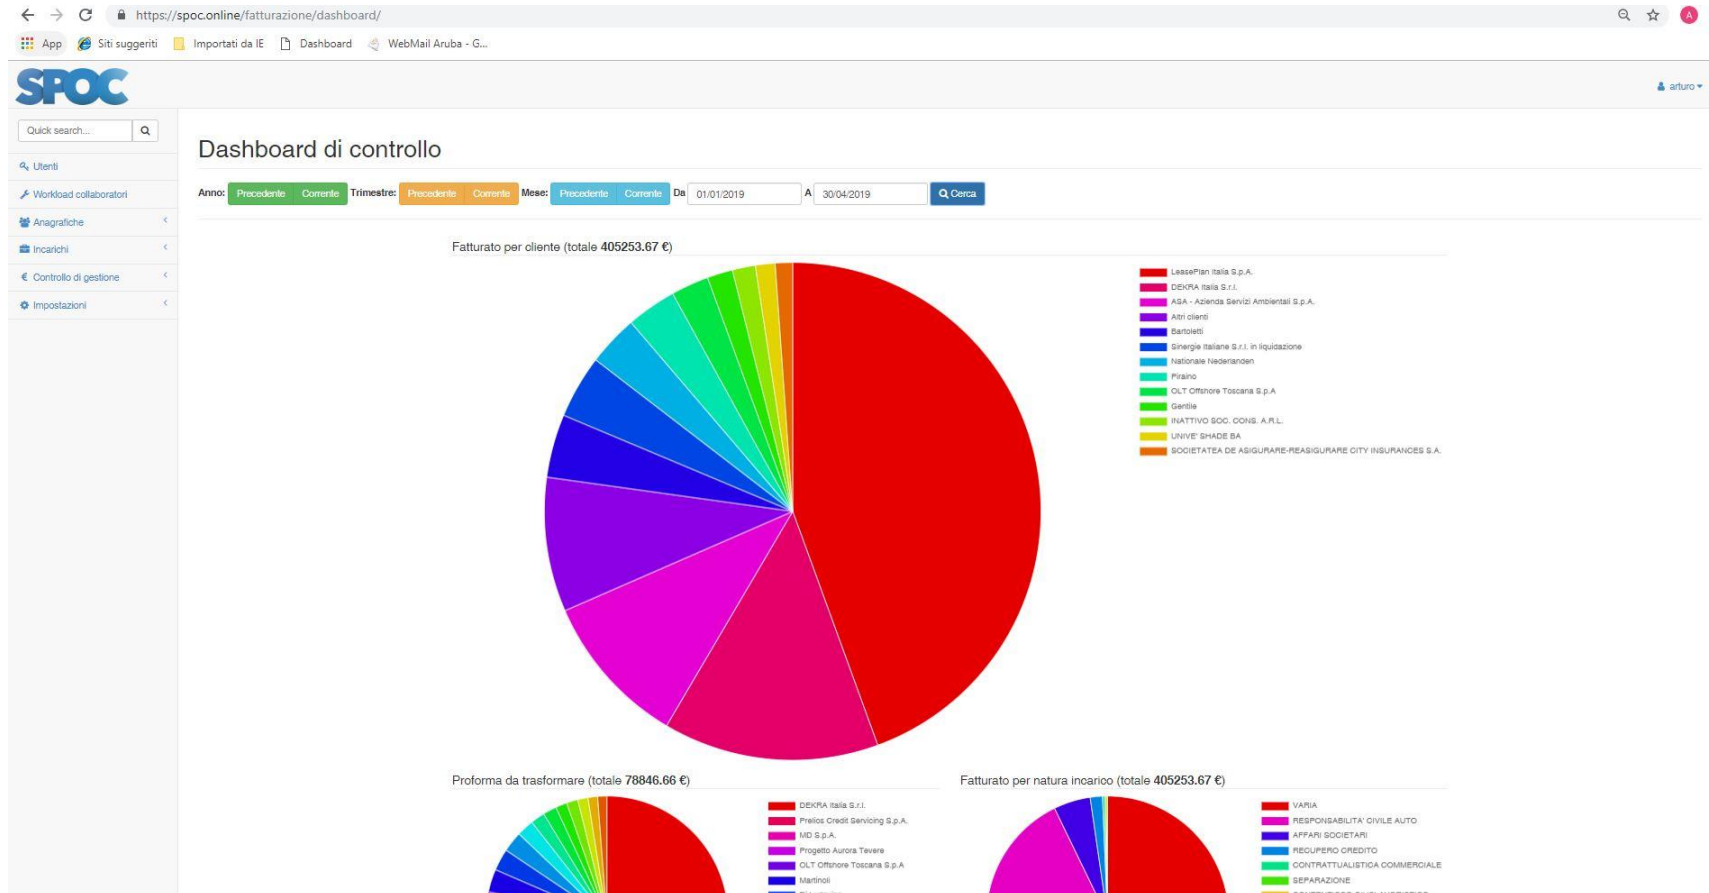 https://spoc.online/fatturazione/dashboard/
A
App Siti suggeriti Importati da IE Dashboard WebMail Aruba - G...
SPOC
arturo
Quick search...
Utenti
Workload collaboratori
Anagrafiche
Incarichi
€ Controllo di gestione
Impostazioni
Dashboard di controllo
Anno: Precedente Corrente Trimestre: Precedente Corrente Mese: Precedente Corrente Da 01/01/2019 A 30/04/2019 Cerca
Fatturato per cliente (totale 405253.67 €)
LeasePlan Italia S.p.A.
DEKRA Italia S.r.l.
ASA - Azienda Servizi Ambientali S.p.A.
Altri clienti
Bartoletti
Sinergie Italiane S.r.l. in liquidazione
Nationale Nederlanden
Piraino
OLT Offshore Toscana S.p.A
Gentile
INATTIVO SOC. CONS. A.R.L.
UNIVE' SHADE BA
SOCIETATEA DE ASIGURARE-REASIGURARE CITY INSURANCES S.A.
Proforma da trasformare (totale 78846.66 €)
DEKRA Italia S.r.l.
Prelios Credit Servicing S.p.A.
MD S.p.A.
Progetto Aurora Tevere
OLT Offshore Toscana S.p.A
Martinoli
Fatturato per natura incarico (totale 405253.67 €)
VARIA
RESPONSABILITA' CIVILE AUTO
AFFARI SOCIETARI
RECUPERO CREDITO
CONTRATTUALISTICA COMMERCIALE
SEPARAZIONE